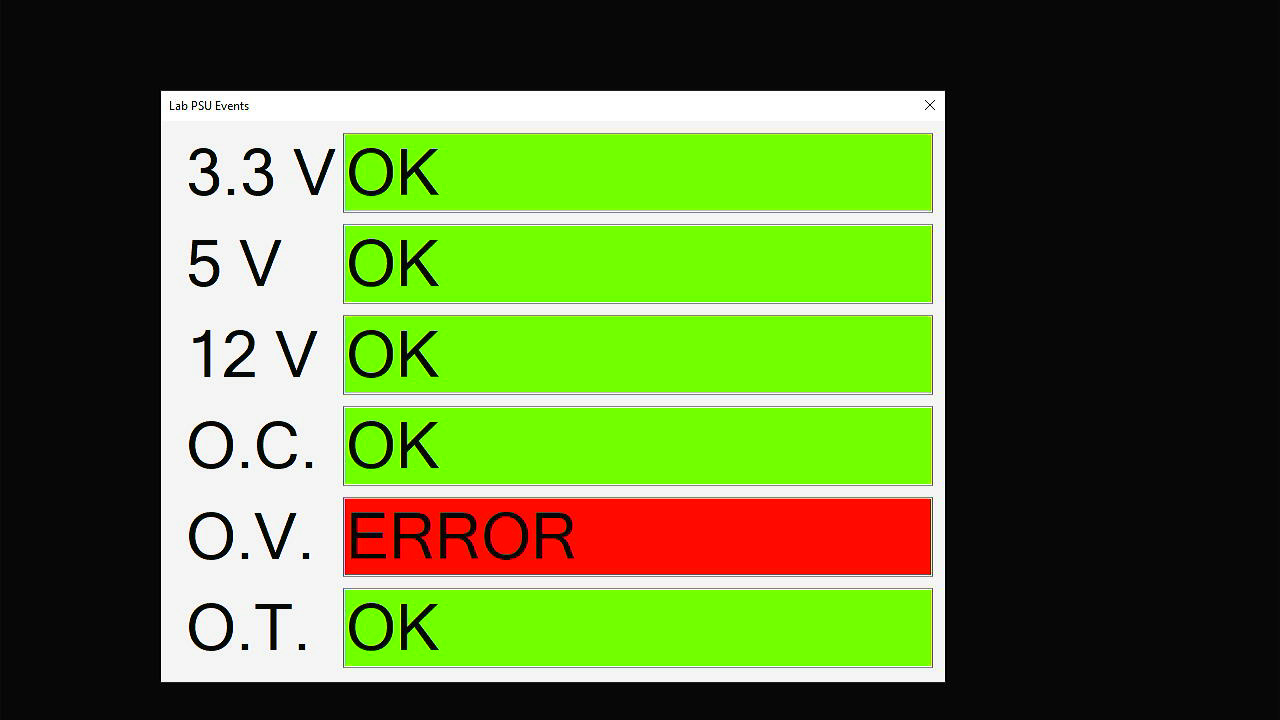 Lab PSU Events
3.3 V OK
5 V OK
12 V OK
O.C. OK
O.V. ERROR
O.T. OK